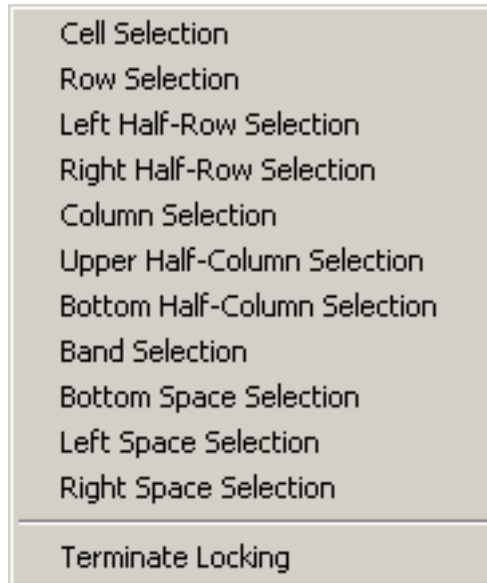 Cell Selection
Row Selection
Left Half-Row Selection
Right Half-Row Selection
Column Selection
Upper Half-Column Selection
Bottom Half-Column Selection
Band Selection
Bottom Space Selection
Left Space Selection
Right Space Selection
Terminate Locking